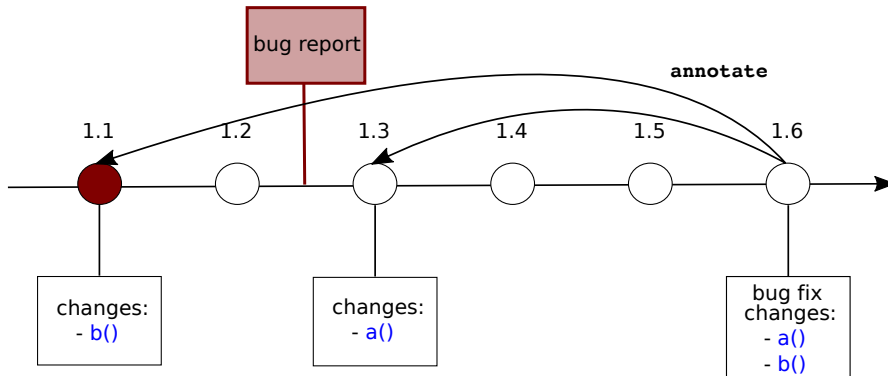 bug report
annotate
1.1
1.2
1.3
1.4
1.5
1.6
changes:
- b()
changes:
- a()
bug fix
changes:
- a()
- b()